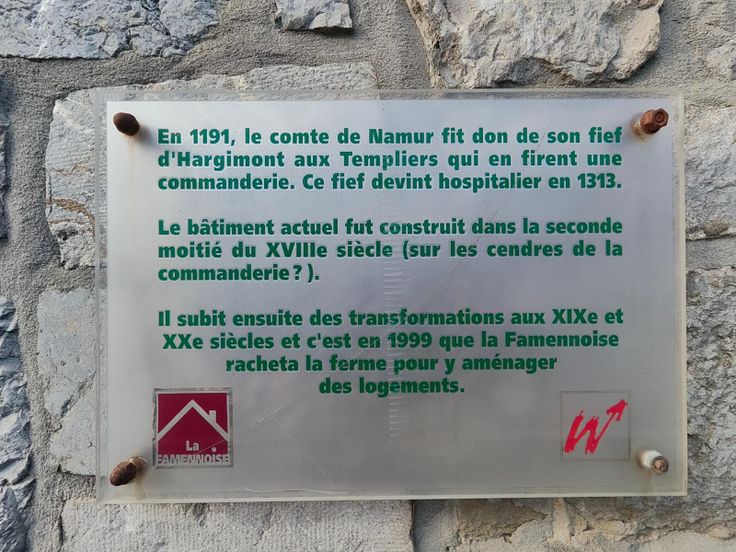 En 1191, le comte de Namur fit don de son fief
d'Hargimont aux Templiers qui en firent une
commanderie. Ce fief devint hospitalier en 1313.
Le bâtiment actuel fut construit dans la seconde
moitié du XVIIIe siècle (sur les cendres de la
commanderie ? ).
Il subit ensuite des transformations aux XIXe et
XXe siècles et c'est en 1999 que la Famennoise
racheta la ferme pour y aménager
des logements.
La
FAMENNOISE
W